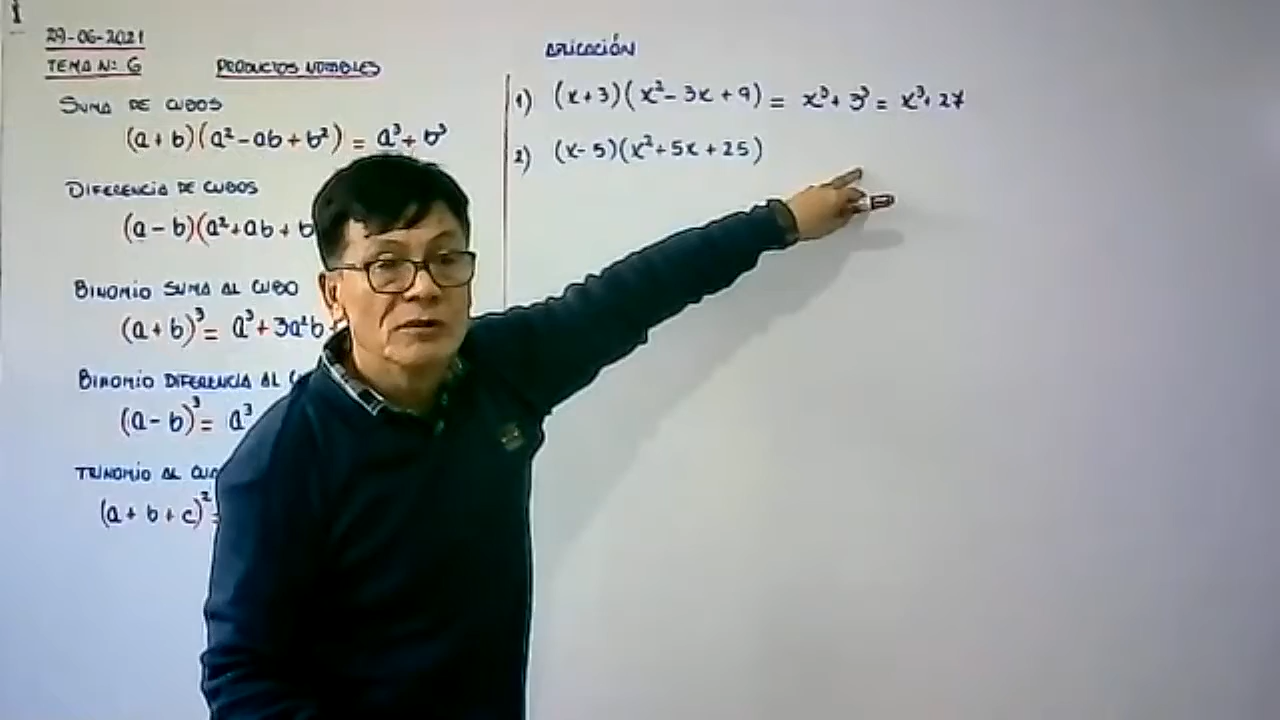 29-06-2021
TEMA Nº 6 PRODUCTOS NOTABLES
SUMA DE CUBOS
(a + b)(a² - ab + b²) = a³ + b³
DIFERENCIA DE CUBOS
(a - b)(a² + ab + b
BINOMIO SUMA AL CUBO
(a + b)³ = a³ + 3a²b +
BINOMIO DIFERENCIA AL C
(a - b)³ = a³
TRINOMIO AL CUA
(a + b + c)² =
APLICACIÓN
1) (x + 3)(x² - 3x + 9) = x³ + 3³ = x³ + 27
2) (x - 5)(x² + 5x + 25)